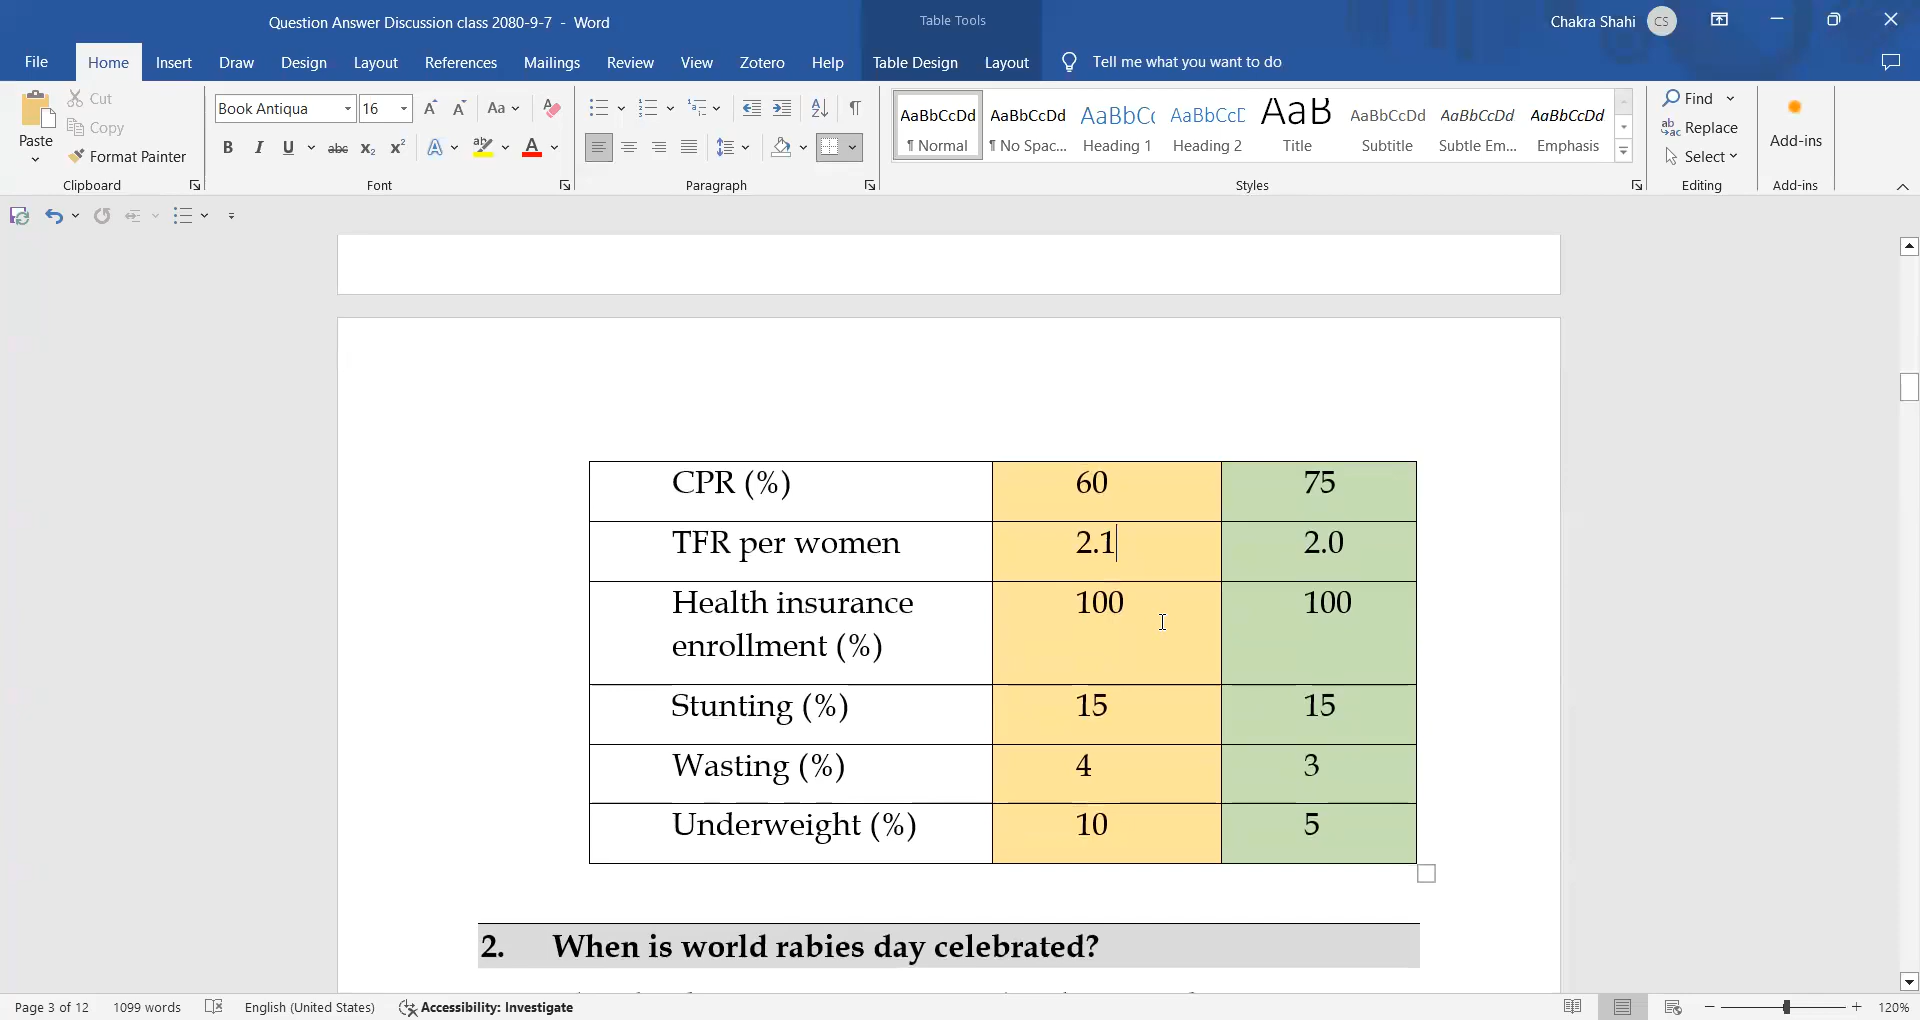 Question Answer Discussion class 2080-9-7 - Word
Table Tools
Chakra Shahi CS
File Home Insert Draw Design Layout References Mailings Review View Zotero Help Table Design Layout Tell me what you want to do
Paste
Cut
Copy
Format Painter
Clipboard
Book Antiqua 16 Aa
B I U abc x₂ x² A A
Font
Paragraph
AaBbCcDd AaBbCcDd AaBbCc AaBbCcD AaB AaBbCcDd AaBbCcDd AaBbCcDd
¶ Normal ¶ No Spac... Heading 1 Heading 2 Title Subtitle Subtle Em... Emphasis
Styles
Find
Replace
Select
Editing
Add-ins
Add-ins
CPR (%) 60 75
TFR per women 2.1 2.0
Health insurance 100 100
enrollment (%)
Stunting (%) 15 15
Wasting (%) 4 3
Underweight (%) 10 5
2. When is world rabies day celebrated?
Page 3 of 12 1099 words English (United States) Accessibility: Investigate 120%